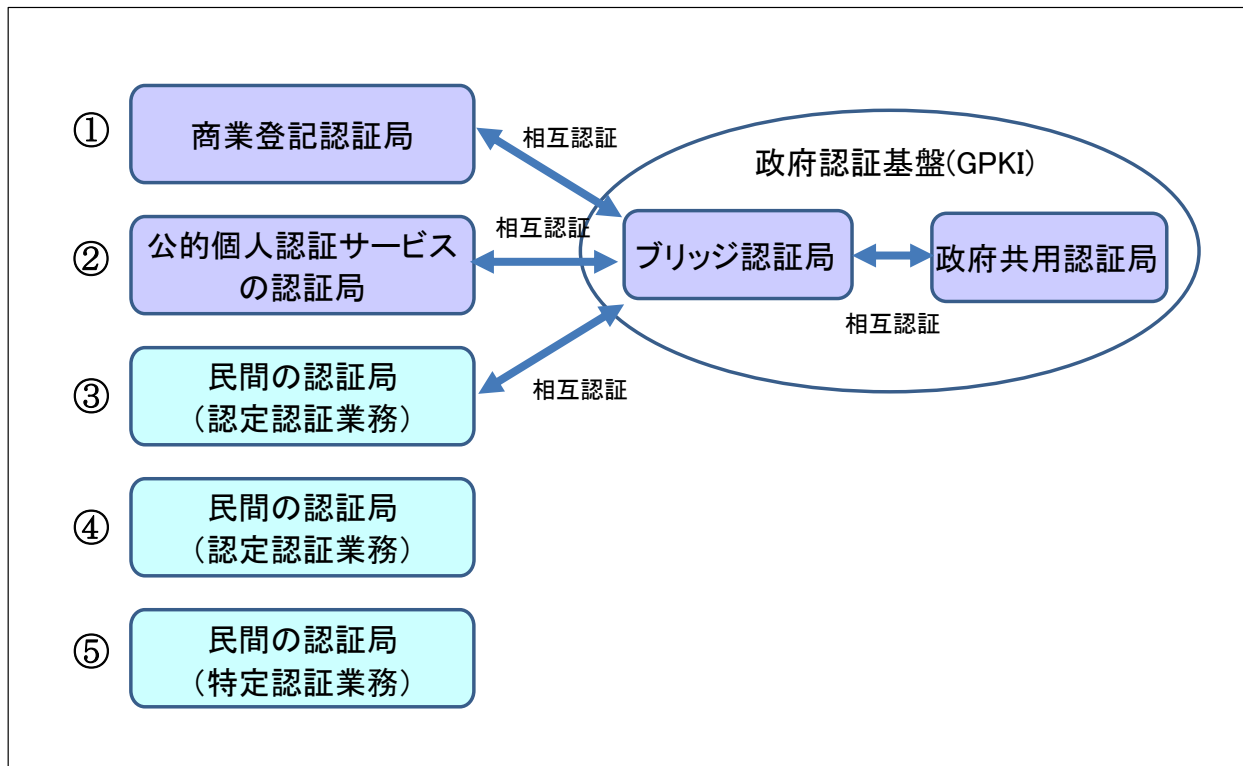 ①
商業登記認証局
相互認証
政府認証基盤(GPKI)
②
公的個人認証サービス
の認証局
相互認証
ブリッジ認証局
政府共用認証局
相互認証
③
民間の認証局
（認定認証業務）
相互認証
④
民間の認証局
（認定認証業務）
⑤
民間の認証局
（特定認証業務）